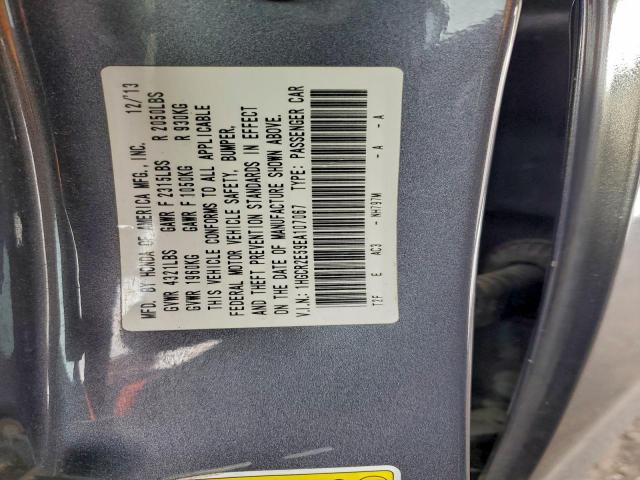 MFD. BY HONDA OF AMERICA MFG., INC. 12/13
GVWR 4321LBS GAWR F 2315LBS R 2050LBS
GVWR 1960KG GAWR F 1050KG R 930KG
THIS VEHICLE CONFORMS TO ALL APPLICABLE
FEDERAL MOTOR VEHICLE SAFETY, BUMPER,
AND THEFT PREVENTION STANDARDS IN EFFECT
ON THE DATE OF MANUFACTURE SHOWN ABOVE.
V.I.N.: 1HGCR2E39EA107067 TYPE: PASSENGER CAR
T2F E AC3 - NH797M - A - A